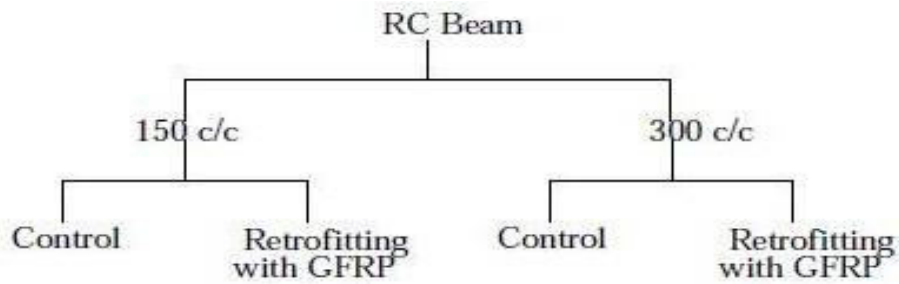 RC Beam
150 c/c
300 c/c
Control
Retrofitting
with GFRP
Control
Retrofitting
with GFRP